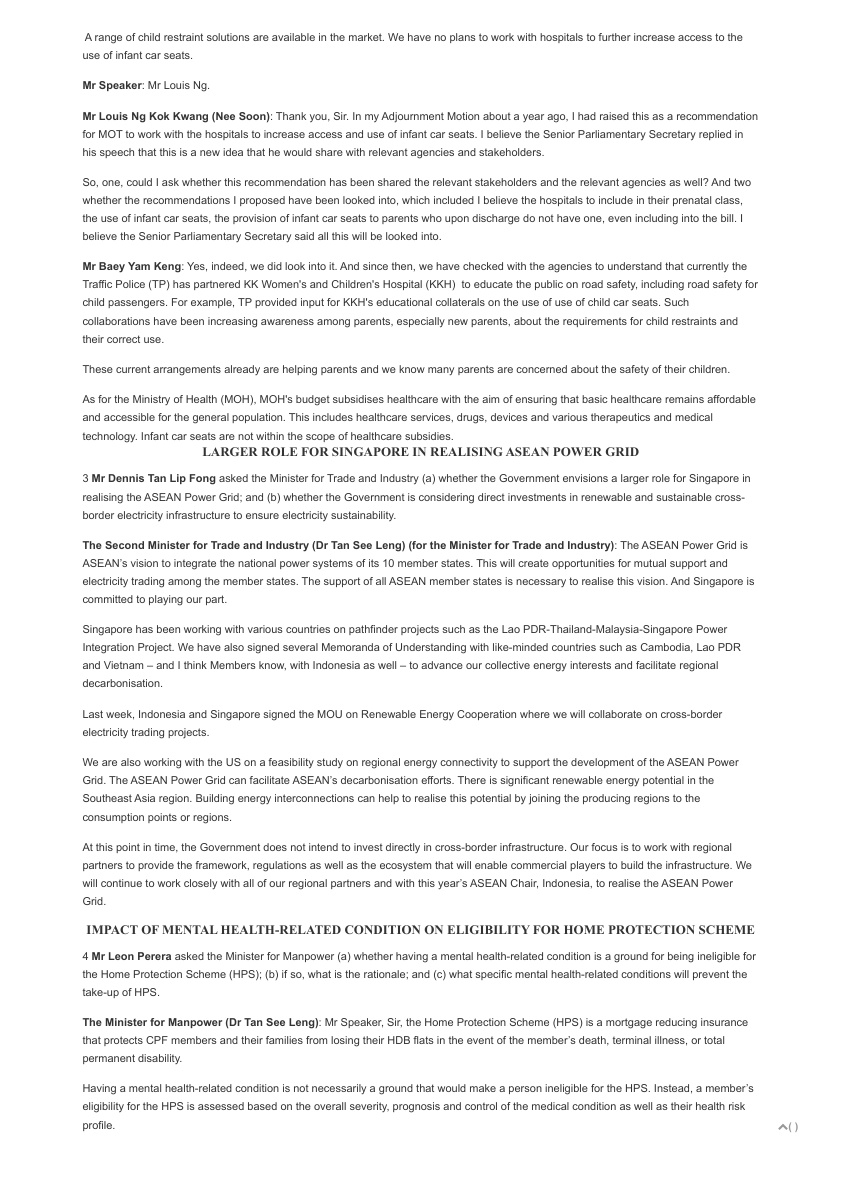 A range of child restraint solutions are available in the market. We have no plans to work with hospitals to further increase access to the
use of infant car seats.
Mr Speaker: Mr Louis Ng.
Mr Louis Ng Kok Kwang (Nee Soon): Thank you, Sir. In my Adjournment Motion about a year ago, I had raised this as a recommendation
for MOT to work with the hospitals to increase access and use of infant car seats. I believe the Senior Parliamentary Secretary replied in
his speech that this is a new idea that he would share with relevant agencies and stakeholders.
So, one, could I ask whether this recommendation has been shared the relevant stakeholders and the relevant agencies as well? And two
whether the recommendations I proposed have been looked into, which included I believe the hospitals to include in their prenatal class,
the use of infant car seats, the provision of infant car seats to parents who upon discharge do not have one, even including into the bill. I
believe the Senior Parliamentary Secretary said all this will be looked into.
Mr Baey Yam Keng: Yes, indeed, we did look into it. And since then, we have checked with the agencies to understand that currently the
Traffic Police (TP) has partnered KK Women's and Children's Hospital (KKH) to educate the public on road safety, including road safety for
child passengers. For example, TP provided input for KKH's educational collaterals on the use of use of child car seats. Such
collaborations have been increasing awareness among parents, especially new parents, about the requirements for child restraints and
their correct use.
These current arrangements already are helping parents and we know many parents are concerned about the safety of their children.
As for the Ministry of Health (MOH), MOH's budget subsidises healthcare with the aim of ensuring that basic healthcare remains affordable
and accessible for the general population. This includes healthcare services, drugs, devices and various therapeutics and medical
technology. Infant car seats are not within the scope of healthcare subsidies.
LARGER ROLE FOR SINGAPORE IN REALISING ASEAN POWER GRID
3 Mr Dennis Tan Lip Fong asked the Minister for Trade and Industry (a) whether the Government envisions a larger role for Singapore in
realising the ASEAN Power Grid; and (b) whether the Government is considering direct investments in renewable and sustainable cross-
border electricity infrastructure to ensure electricity sustainability.
The Second Minister for Trade and Industry (Dr Tan See Leng) (for the Minister for Trade and Industry): The ASEAN Power Grid is
ASEAN’s vision to integrate the national power systems of its 10 member states. This will create opportunities for mutual support and
electricity trading among the member states. The support of all ASEAN member states is necessary to realise this vision. And Singapore is
committed to playing our part.
Singapore has been working with various countries on pathfinder projects such as the Lao PDR-Thailand-Malaysia-Singapore Power
Integration Project. We have also signed several Memoranda of Understanding with like-minded countries such as Cambodia, Lao PDR
and Vietnam – and I think Members know, with Indonesia as well – to advance our collective energy interests and facilitate regional
decarbonisation.
Last week, Indonesia and Singapore signed the MOU on Renewable Energy Cooperation where we will collaborate on cross-border
electricity trading projects.
We are also working with the US on a feasibility study on regional energy connectivity to support the development of the ASEAN Power
Grid. The ASEAN Power Grid can facilitate ASEAN’s decarbonisation efforts. There is significant renewable energy potential in the
Southeast Asia region. Building energy interconnections can help to realise this potential by joining the producing regions to the
consumption points or regions.
At this point in time, the Government does not intend to invest directly in cross-border infrastructure. Our focus is to work with regional
partners to provide the framework, regulations as well as the ecosystem that will enable commercial players to build the infrastructure. We
will continue to work closely with all of our regional partners and with this year’s ASEAN Chair, Indonesia, to realise the ASEAN Power
Grid.
IMPACT OF MENTAL HEALTH-RELATED CONDITION ON ELIGIBILITY FOR HOME PROTECTION SCHEME
4 Mr Leon Perera asked the Minister for Manpower (a) whether having a mental health-related condition is a ground for being ineligible for
the Home Protection Scheme (HPS); (b) if so, what is the rationale; and (c) what specific mental health-related conditions will prevent the
take-up of HPS.
The Minister for Manpower (Dr Tan See Leng): Mr Speaker, Sir, the Home Protection Scheme (HPS) is a mortgage reducing insurance
that protects CPF members and their families from losing their HDB flats in the event of the member’s death, terminal illness, or total
permanent disability.
Having a mental health-related condition is not necessarily a ground that would make a person ineligible for the HPS. Instead, a member’s
eligibility for the HPS is assessed based on the overall severity, prognosis and control of the medical condition as well as their health risk
profile.
( )